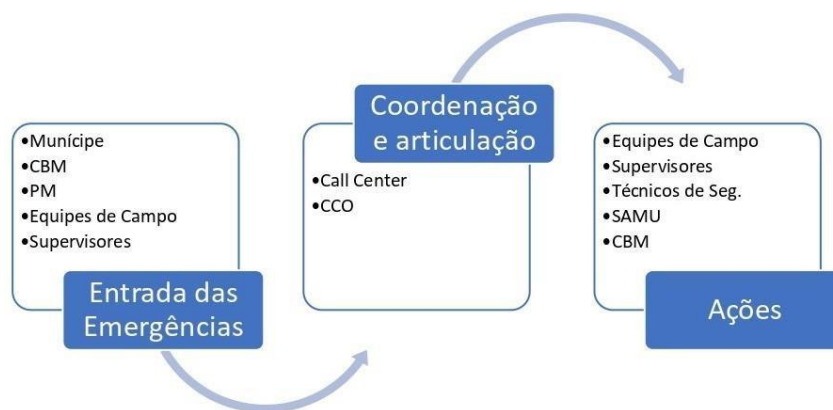 •Munícipe
•CBM
•PM
•Equipes de Campo
•Supervisores
Entrada das
Emergências
Coordenação
e articulação
•Call Center
•CCO
•Equipes de Campo
•Supervisores
•Técnicos de Seg.
•SAMU
•CBM
Ações